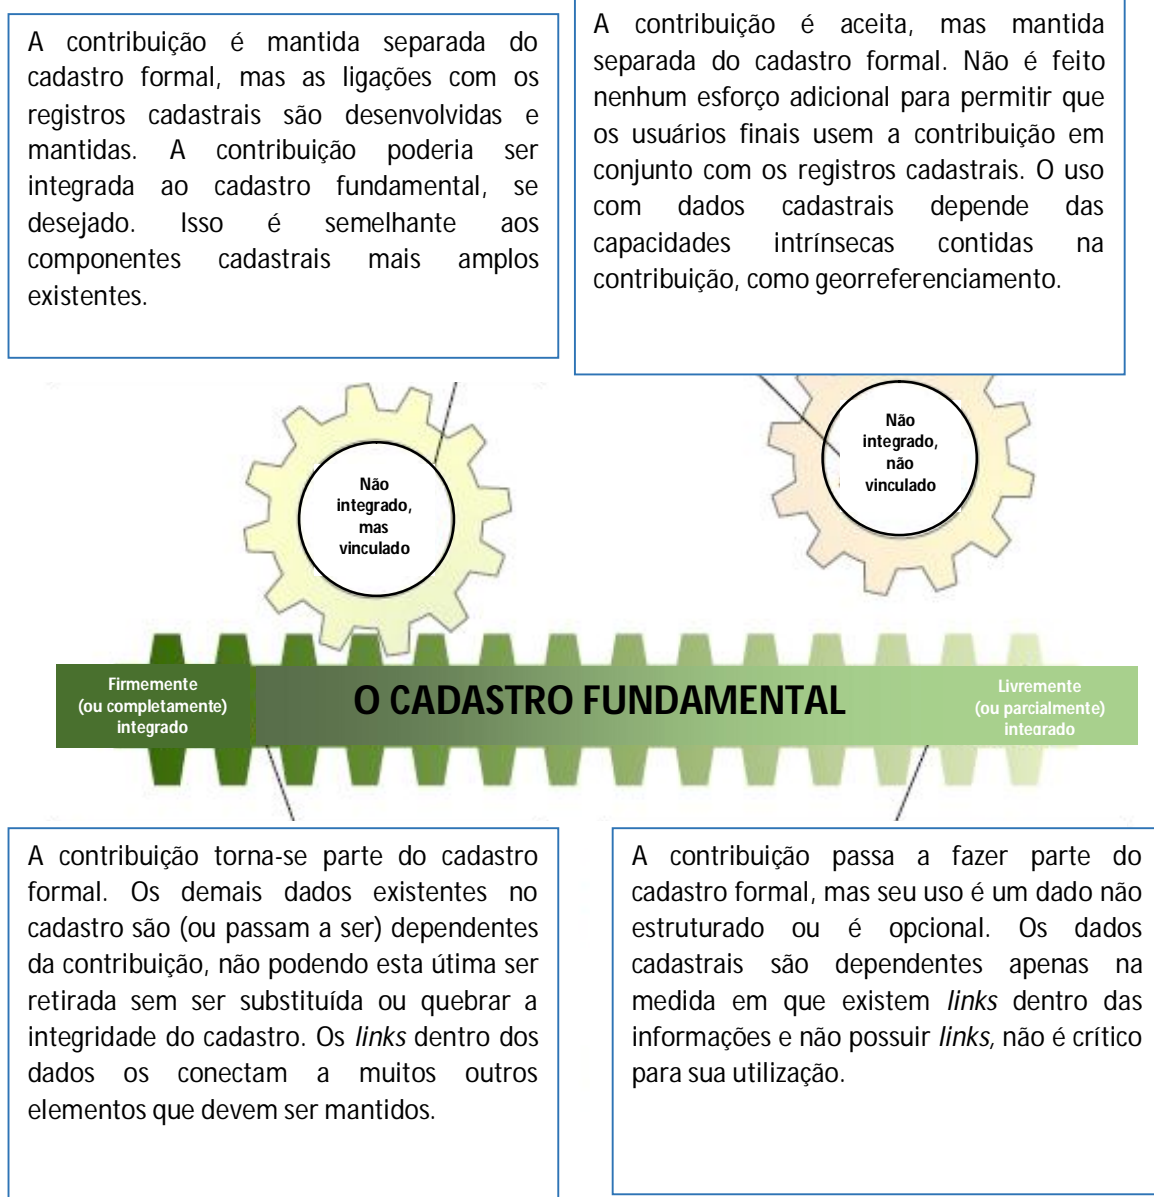 A contribuição é mantida separada do
cadastro formal, mas as ligações com os
registros cadastrais são desenvolvidas e
mantidas. A contribuição poderia ser
integrada ao cadastro fundamental, se
desejado. Isso é semelhante aos
componentes cadastrais mais amplos
existentes.
A contribuição é aceita, mas mantida
separada do cadastro formal. Não é feito
nenhum esforço adicional para permitir que
os usuários finais usem a contribuição em
conjunto com os registros cadastrais. O uso
com dados cadastrais depende das
capacidades intrínsecas contidas na
contribuição, como georreferenciamento.
Não
integrado,
mas
vinculado
Não
integrado,
não
vinculado
Firmemente
(ou completamente)
integrado
O CADASTRO FUNDAMENTAL
Livremente
(ou parcialmente)
integrado
A contribuição torna-se parte do cadastro
formal. Os demais dados existentes no
cadastro são (ou passam a ser) dependentes
da contribuição, não podendo esta útima ser
retirada sem ser substituída ou quebrar a
integridade do cadastro. Os links dentro dos
dados os conectam a muitos outros
elementos que devem ser mantidos.
A contribuição passa a fazer parte do
cadastro formal, mas seu uso é um dado não
estruturado ou é opcional. Os dados
cadastrais são dependentes apenas na
medida em que existem links dentro das
informações e não possuir links, não é crítico
para sua utilização.